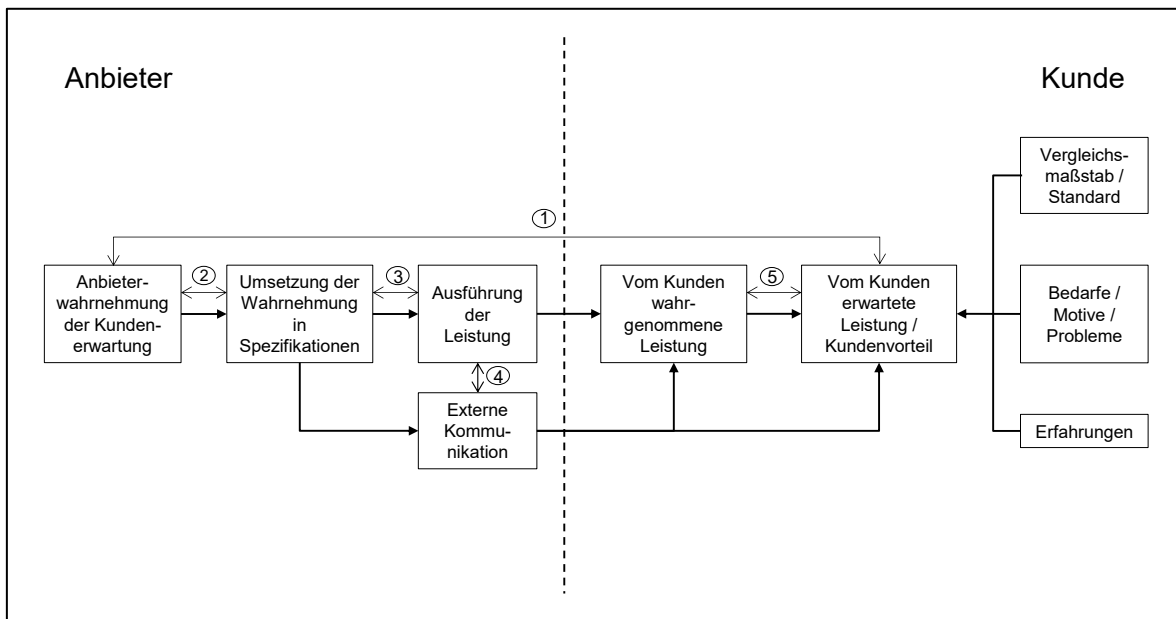 Anbieter
Kunde
Vergleichs-
maßstab /
Standard
1
Anbieter-
wahrnehmung
der Kunden-
erwartung
2
Umsetzung der
Wahrnehmung
in
Spezifikationen
3
Ausführung
der
Leistung
4
Externe
Kommu-
nikation
Vom Kunden
wahr-
genommene
Leistung
5
Vom Kunden
erwartete
Leistung /
Kundenvorteil
Bedarfe /
Motive /
Probleme
Erfahrungen